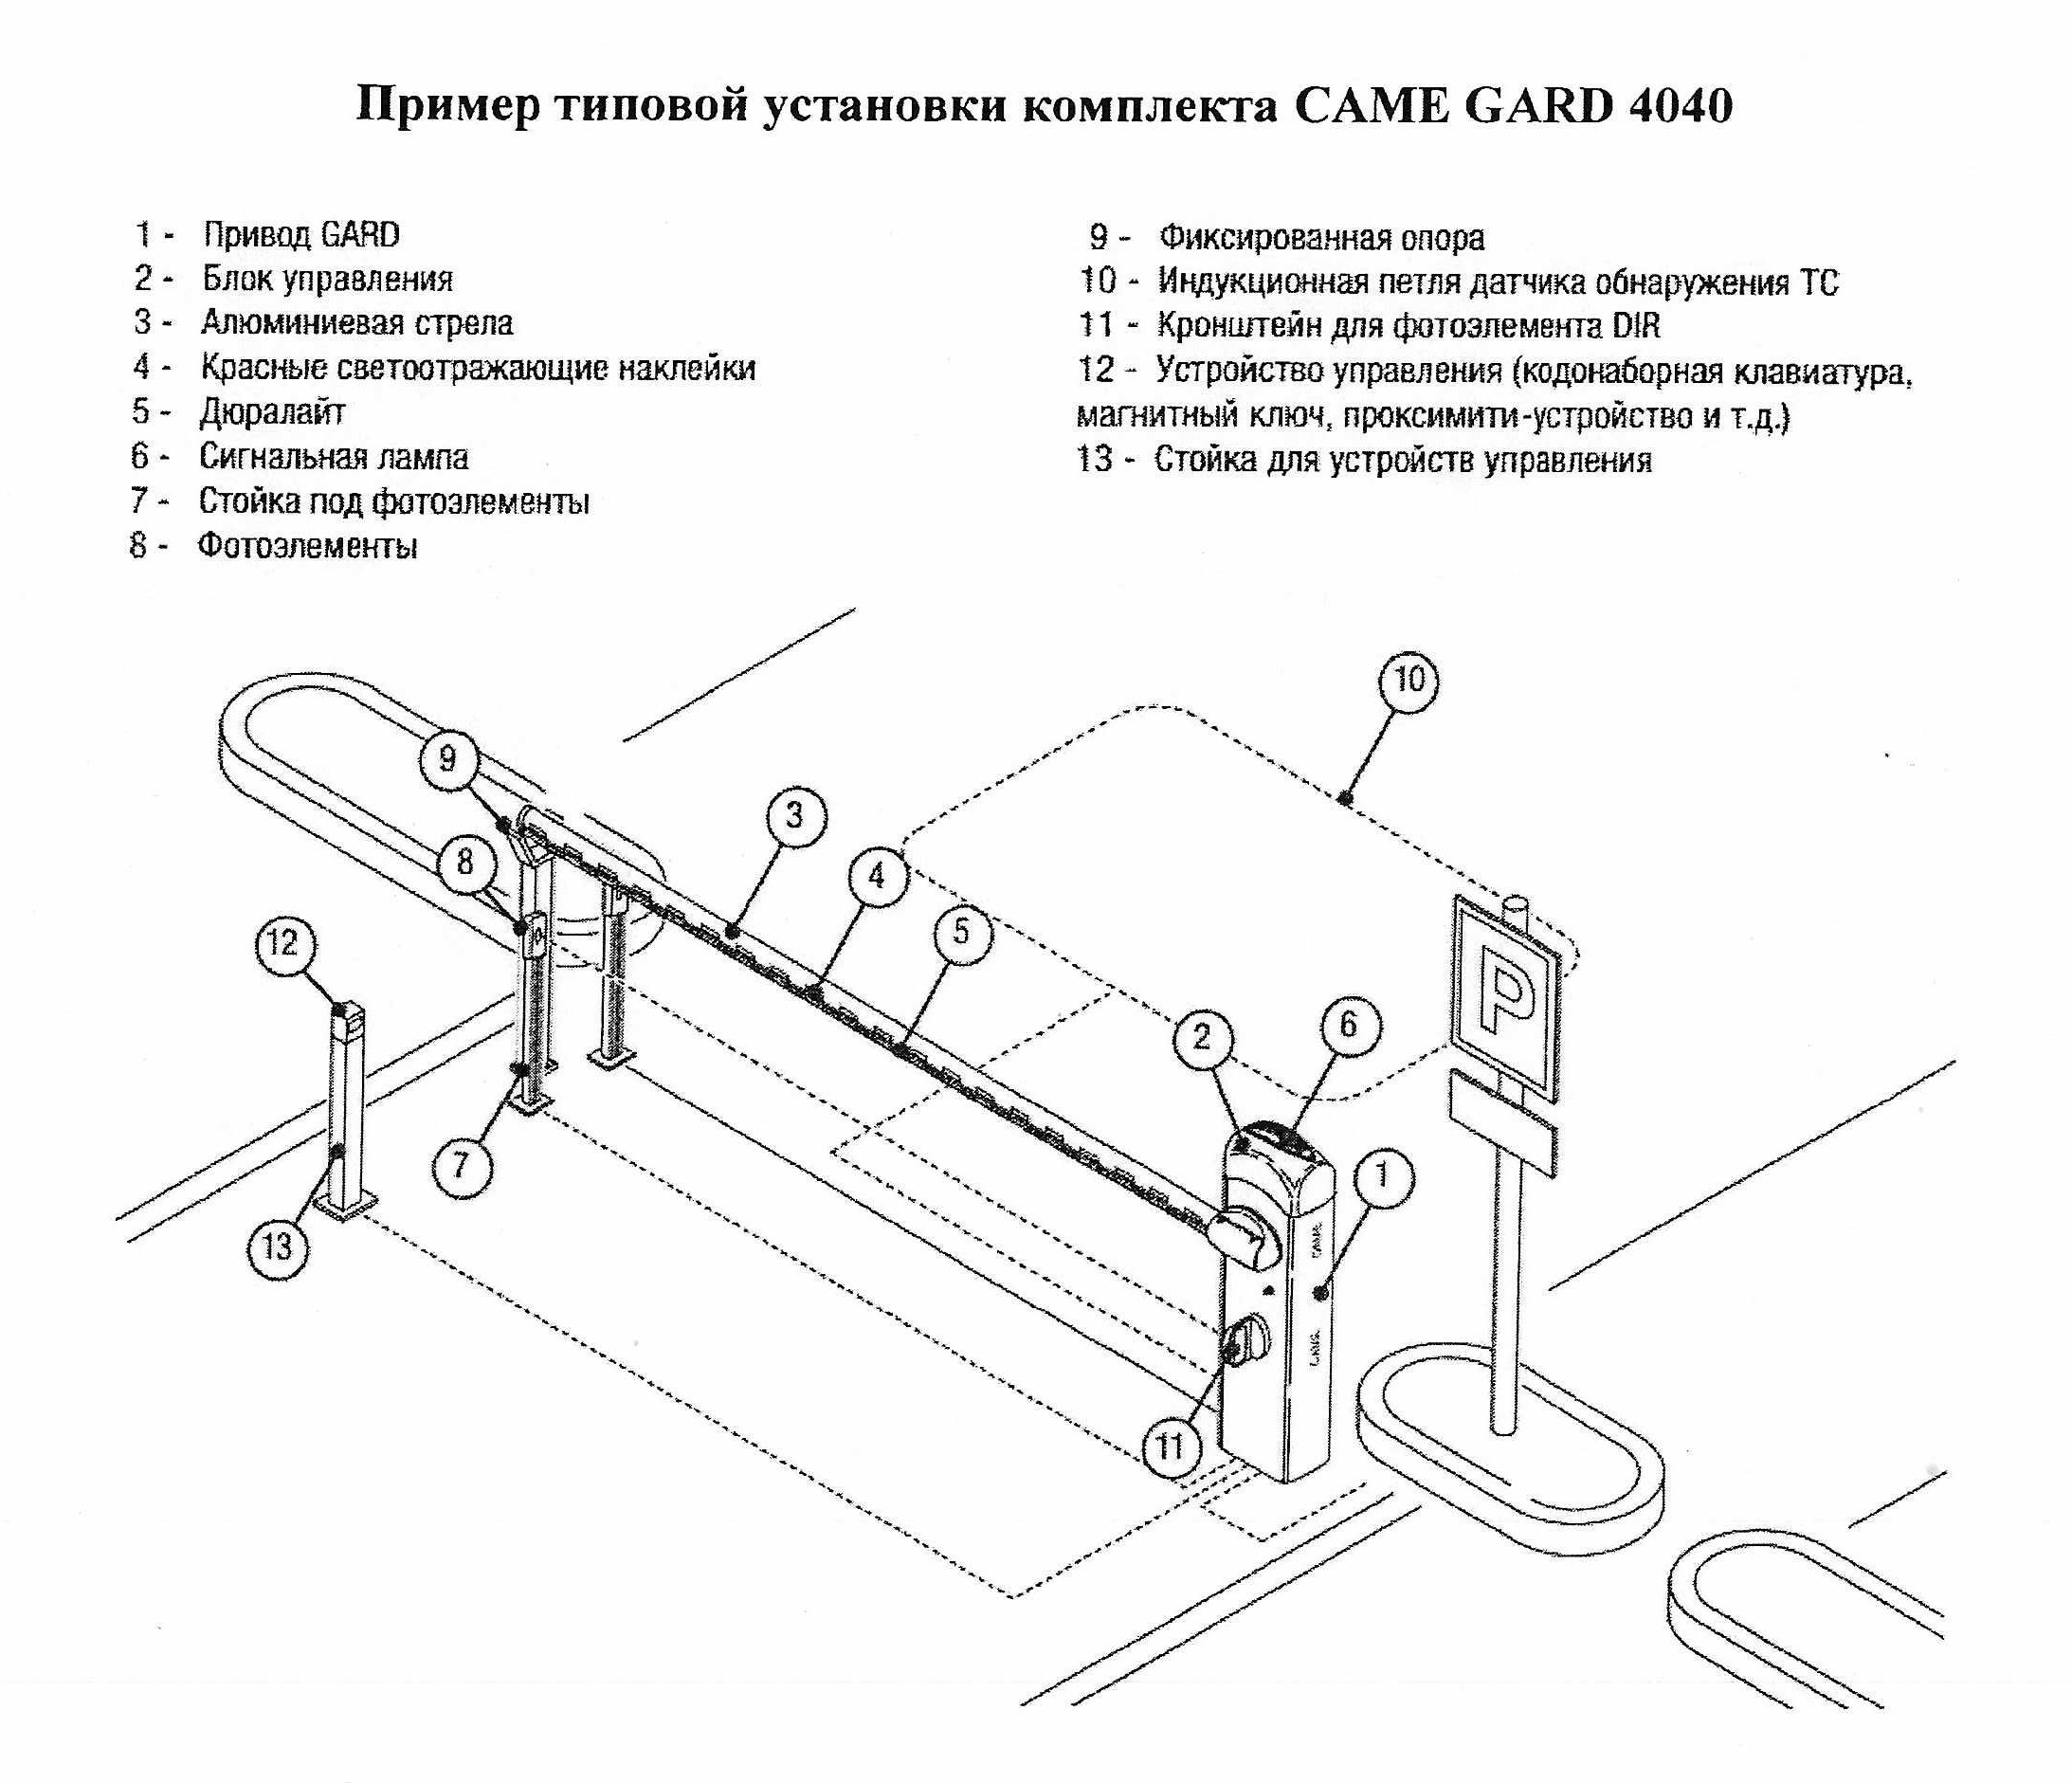 Пример типовой установки комплекта CAME GARD 4040
1 - Привод GARD
2 - Блок управления
3 - Алюминиевая стрела
4 - Красные светоотражающие наклейки
5 - Дюралайт
6 - Сигнальная лампа
7 - Стойка под фотоэлементы
8 - Фотоэлементы
9 - Фиксированная опора
10 - Индукционная петля датчика обнаружения ТС
11 - Кронштейн для фотоэлемента DIR
12 - Устройство управления (кодонаборная клавиатура,
магнитный ключ, проксимити-устройство и т.д.)
13 - Стойка для устройств управления
10
9
3
8
4
5
12
P
2
6
7
1
13
CAME
11